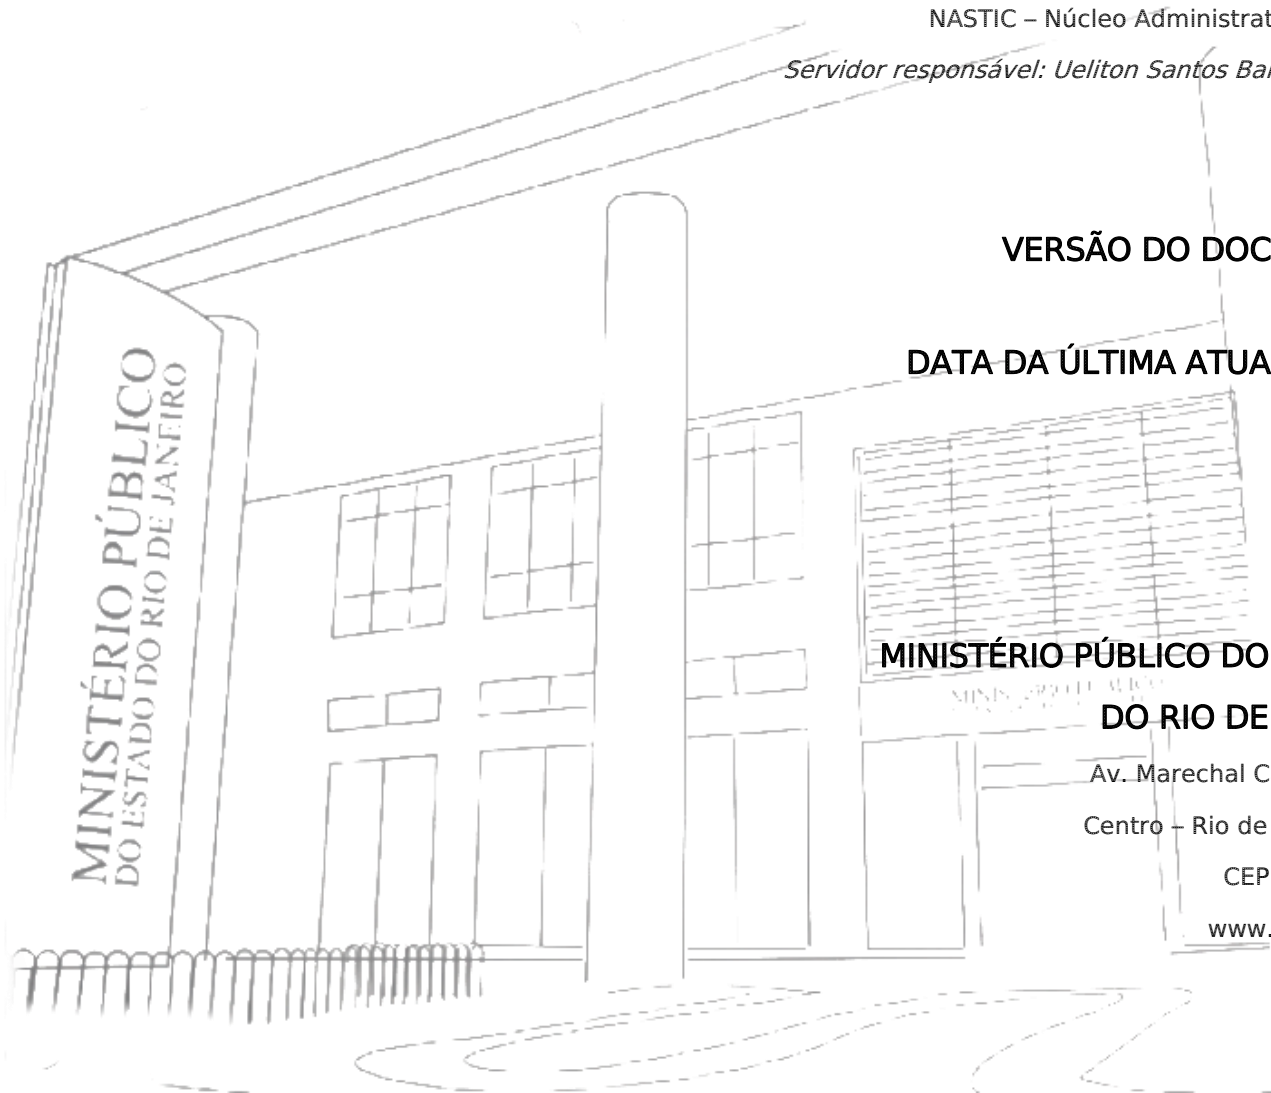 NASTIC – Núcleo Administrat
Servidor responsável: Ueliton Santos Bar
VERSÃO DO DOC
DATA DA ÚLTIMA ATUA
MINISTÉRIO PÚBLICO
DO ESTADO DO RIO DE JANEIRO
MINISTÉRIO PÚBLICO DO
DO RIO DE
Av. Marechal C
Centro – Rio de
CEP
www.